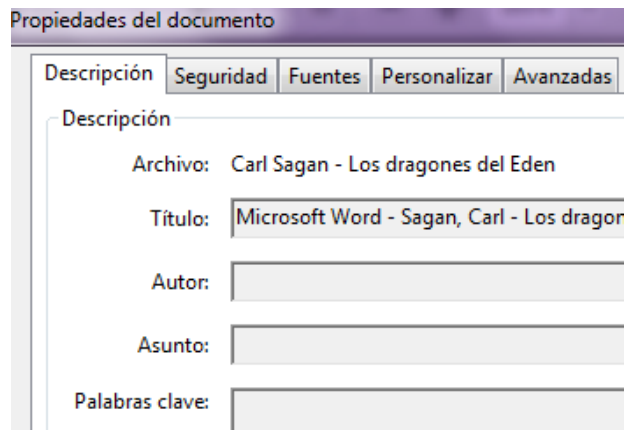 Propiedades del documento
Descripción Seguridad Fuentes Personalizar Avanzadas
Descripción
Archivo: Carl Sagan - Los dragones del Eden
Título: Microsoft Word - Sagan, Carl - Los dragon
Autor:
Asunto:
Palabras clave: